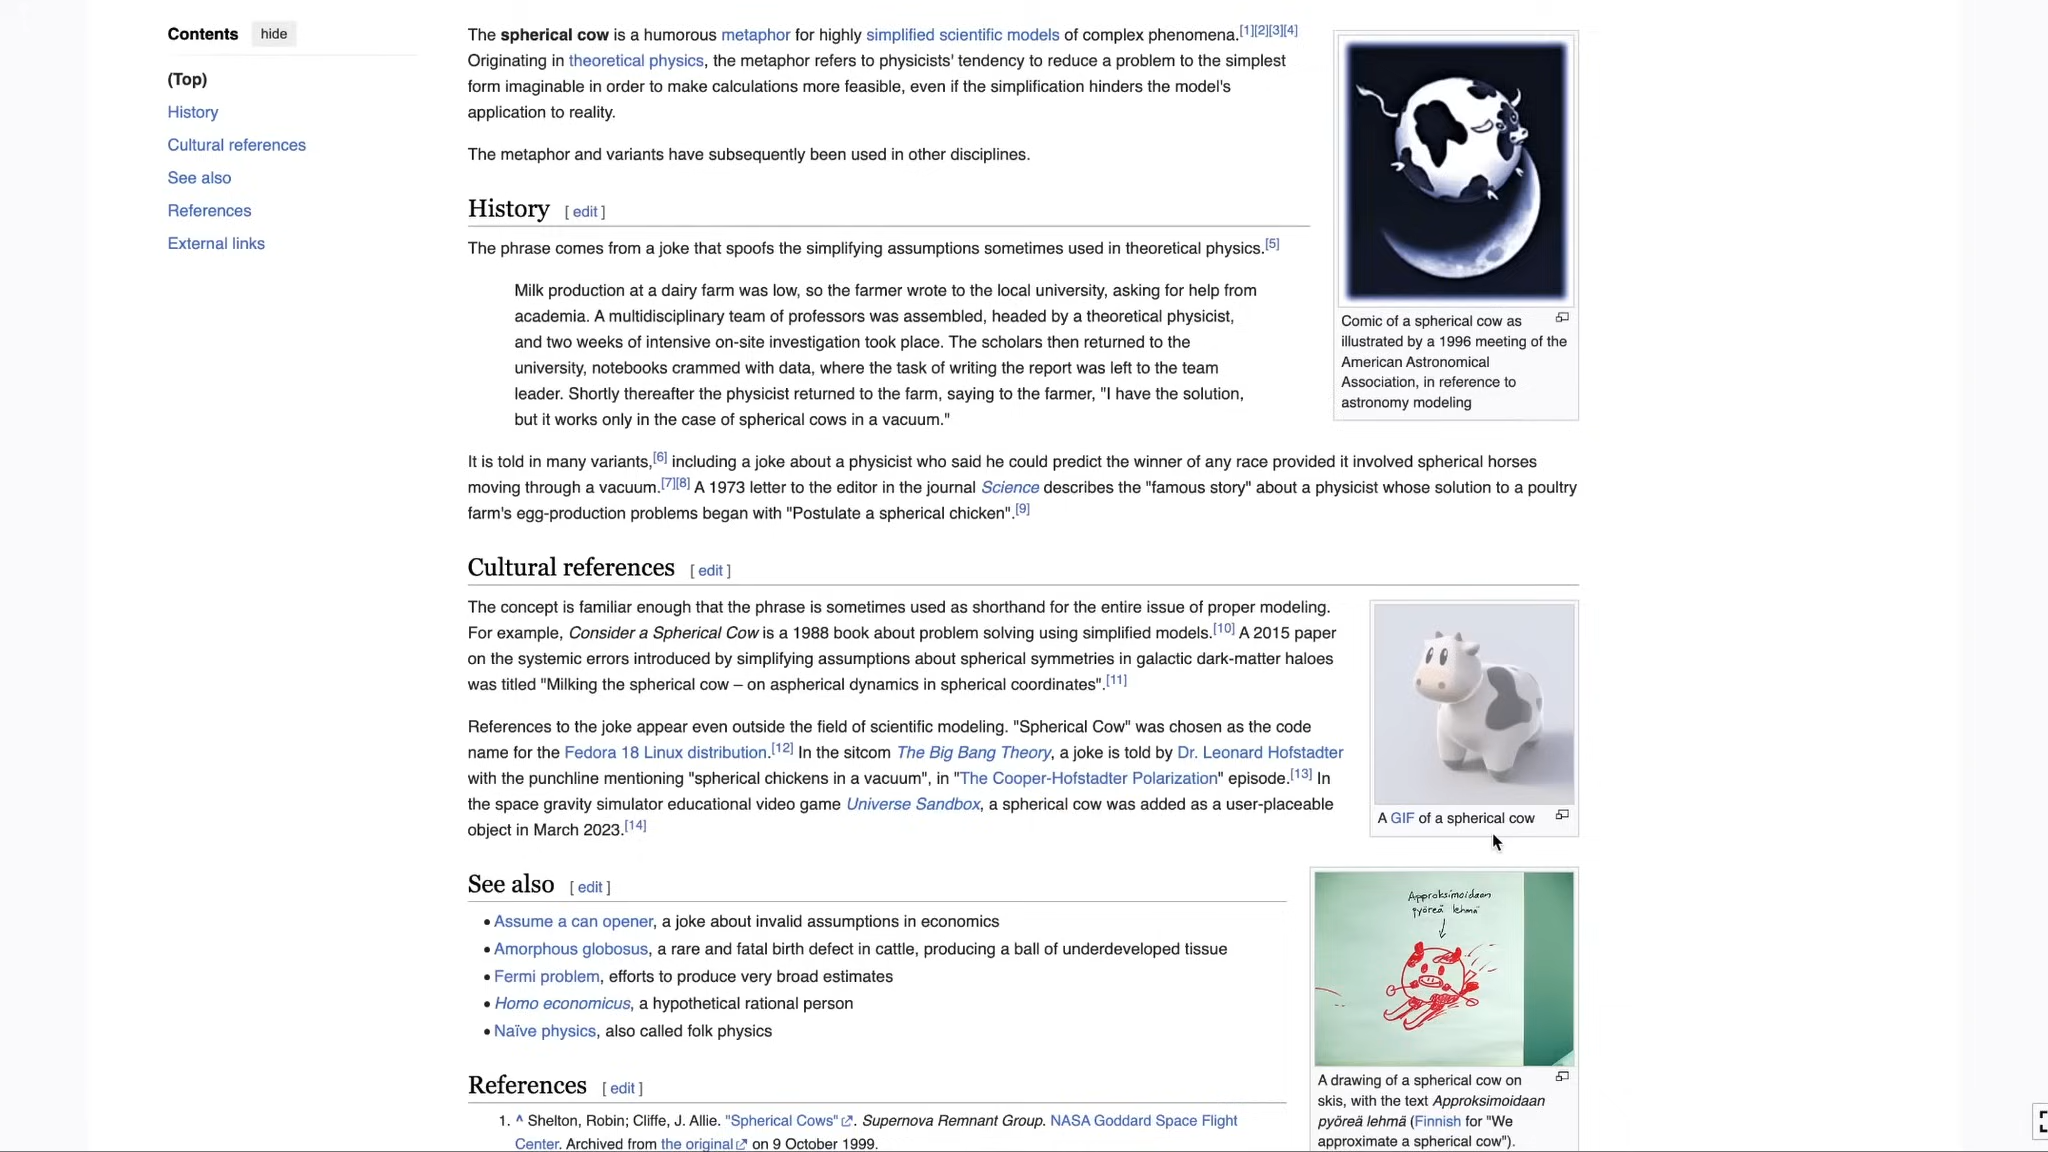 Contents hide
(Top)
History
Cultural references
See also
References
External links
The spherical cow is a humorous metaphor for highly simplified scientific models of complex phenomena.[1][2][3][4]
Originating in theoretical physics, the metaphor refers to physicists' tendency to reduce a problem to the simplest
form imaginable in order to make calculations more feasible, even if the simplification hinders the model's
application to reality.
The metaphor and variants have subsequently been used in other disciplines.
Comic of a spherical cow as
illustrated by a 1996 meeting of the
American Astronomical
Association, in reference to
astronomy modeling
History [ edit ]
The phrase comes from a joke that spoofs the simplifying assumptions sometimes used in theoretical physics.[5]
Milk production at a dairy farm was low, so the farmer wrote to the local university, asking for help from
academia. A multidisciplinary team of professors was assembled, headed by a theoretical physicist,
and two weeks of intensive on-site investigation took place. The scholars then returned to the
university, notebooks crammed with data, where the task of writing the report was left to the team
leader. Shortly thereafter the physicist returned to the farm, saying to the farmer, "I have the solution,
but it works only in the case of spherical cows in a vacuum."
It is told in many variants,[6] including a joke about a physicist who said he could predict the winner of any race provided it involved spherical horses
moving through a vacuum.[7][8] A 1973 letter to the editor in the journal Science describes the "famous story" about a physicist whose solution to a poultry
farm's egg-production problems began with "Postulate a spherical chicken".[9]
Cultural references [ edit ]
The concept is familiar enough that the phrase is sometimes used as shorthand for the entire issue of proper modeling.
For example, Consider a Spherical Cow is a 1988 book about problem solving using simplified models.[10] A 2015 paper
on the systemic errors introduced by simplifying assumptions about spherical symmetries in galactic dark-matter haloes
was titled "Milking the spherical cow – on aspherical dynamics in spherical coordinates".[11]
References to the joke appear even outside the field of scientific modeling. "Spherical Cow" was chosen as the code
name for the Fedora 18 Linux distribution.[12] In the sitcom The Big Bang Theory, a joke is told by Dr. Leonard Hofstadter
with the punchline mentioning "spherical chickens in a vacuum", in "The Cooper-Hofstadter Polarization" episode.[13] In
the space gravity simulator educational video game Universe Sandbox, a spherical cow was added as a user-placeable
object in March 2023.[14]
A GIF of a spherical cow
See also [ edit ]
• Assume a can opener, a joke about invalid assumptions in economics
• Amorphous globosus, a rare and fatal birth defect in cattle, producing a ball of underdeveloped tissue
• Fermi problem, efforts to produce very broad estimates
• Homo economicus, a hypothetical rational person
• Naïve physics, also called folk physics
Approksimoidaan
pyöreä lehmä
A drawing of a spherical cow on
skis, with the text Approksimoidaan
pyöreä lehmä (Finnish for "We
approximate a spherical cow").
References [ edit ]
1. ^ Shelton, Robin; Cliffe, J. Allie. "Spherical Cows". Supernova Remnant Group. NASA Goddard Space Flight
Center. Archived from the original on 9 October 1999.